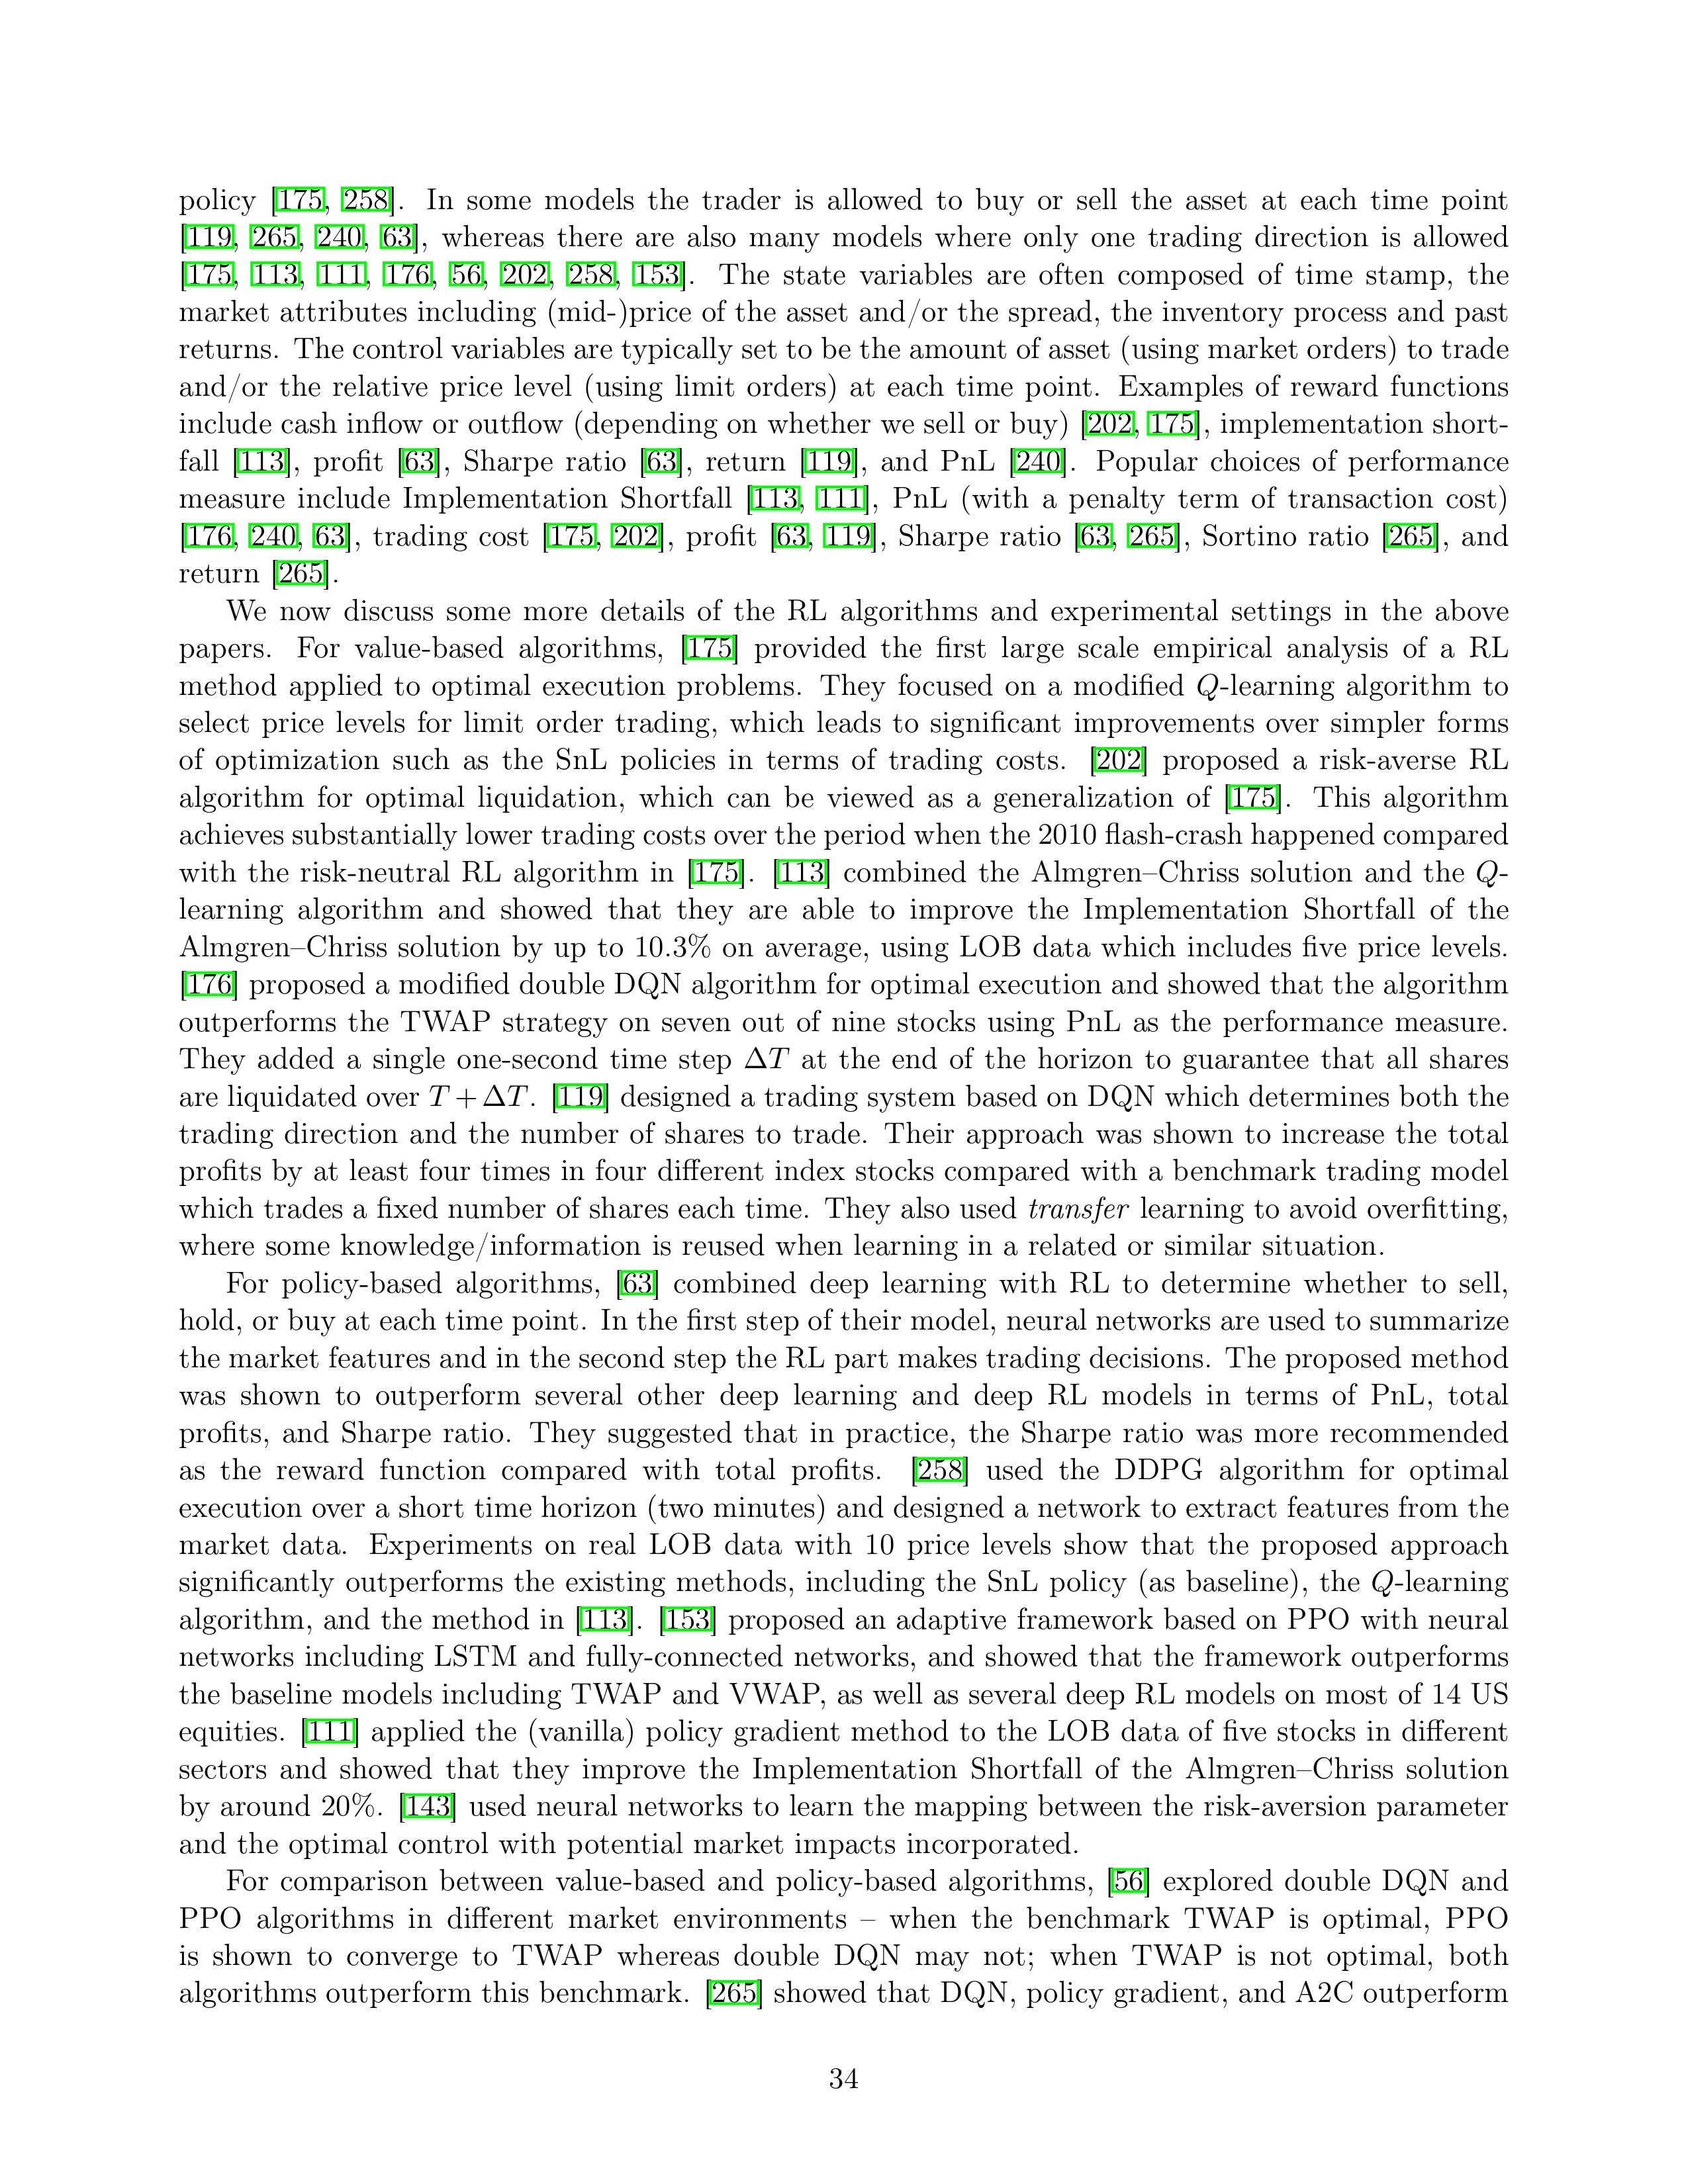 policy [175, 258]. In some models the trader is allowed to buy or sell the asset at each time point
[119, 265, 240, 63], whereas there are also many models where only one trading direction is allowed
[175, 113, 111, 176, 56, 202, 258, 153]. The state variables are often composed of time stamp, the
market attributes including (mid-)price of the asset and/or the spread, the inventory process and past
returns. The control variables are typically set to be the amount of asset (using market orders) to trade
and/or the relative price level (using limit orders) at each time point. Examples of reward functions
include cash inflow or outflow (depending on whether we sell or buy) [202, 175], implementation short-
fall [113], profit [63], Sharpe ratio [63], return [119], and PnL [240]. Popular choices of performance
measure include Implementation Shortfall [113, 111], PnL (with a penalty term of transaction cost)
[176, 240, 63], trading cost [175, 202], profit [63, 119], Sharpe ratio [63, 265], Sortino ratio [265], and
return [265].
We now discuss some more details of the RL algorithms and experimental settings in the above
papers. For value-based algorithms, [175] provided the first large scale empirical analysis of a RL
method applied to optimal execution problems. They focused on a modified Q-learning algorithm to
select price levels for limit order trading, which leads to significant improvements over simpler forms
of optimization such as the SnL policies in terms of trading costs. [202] proposed a risk-averse RL
algorithm for optimal liquidation, which can be viewed as a generalization of [175]. This algorithm
achieves substantially lower trading costs over the period when the 2010 flash-crash happened compared
with the risk-neutral RL algorithm in [175]. [113] combined the Almgren–Chriss solution and the Q-
learning algorithm and showed that they are able to improve the Implementation Shortfall of the
Almgren–Chriss solution by up to 10.3% on average, using LOB data which includes five price levels.
[176] proposed a modified double DQN algorithm for optimal execution and showed that the algorithm
outperforms the TWAP strategy on seven out of nine stocks using PnL as the performance measure.
They added a single one-second time step ΔT at the end of the horizon to guarantee that all shares
are liquidated over T + ΔT. [119] designed a trading system based on DQN which determines both the
trading direction and the number of shares to trade. Their approach was shown to increase the total
profits by at least four times in four different index stocks compared with a benchmark trading model
which trades a fixed number of shares each time. They also used transfer learning to avoid overfitting,
where some knowledge/information is reused when learning in a related or similar situation.
For policy-based algorithms, [63] combined deep learning with RL to determine whether to sell,
hold, or buy at each time point. In the first step of their model, neural networks are used to summarize
the market features and in the second step the RL part makes trading decisions. The proposed method
was shown to outperform several other deep learning and deep RL models in terms of PnL, total
profits, and Sharpe ratio. They suggested that in practice, the Sharpe ratio was more recommended
as the reward function compared with total profits. [258] used the DDPG algorithm for optimal
execution over a short time horizon (two minutes) and designed a network to extract features from the
market data. Experiments on real LOB data with 10 price levels show that the proposed approach
significantly outperforms the existing methods, including the SnL policy (as baseline), the Q-learning
algorithm, and the method in [113]. [153] proposed an adaptive framework based on PPO with neural
networks including LSTM and fully-connected networks, and showed that the framework outperforms
the baseline models including TWAP and VWAP, as well as several deep RL models on most of 14 US
equities. [111] applied the (vanilla) policy gradient method to the LOB data of five stocks in different
sectors and showed that they improve the Implementation Shortfall of the Almgren–Chriss solution
by around 20%. [143] used neural networks to learn the mapping between the risk-aversion parameter
and the optimal control with potential market impacts incorporated.
For comparison between value-based and policy-based algorithms, [56] explored double DQN and
PPO algorithms in different market environments – when the benchmark TWAP is optimal, PPO
is shown to converge to TWAP whereas double DQN may not; when TWAP is not optimal, both
algorithms outperform this benchmark. [265] showed that DQN, policy gradient, and A2C outperform
34